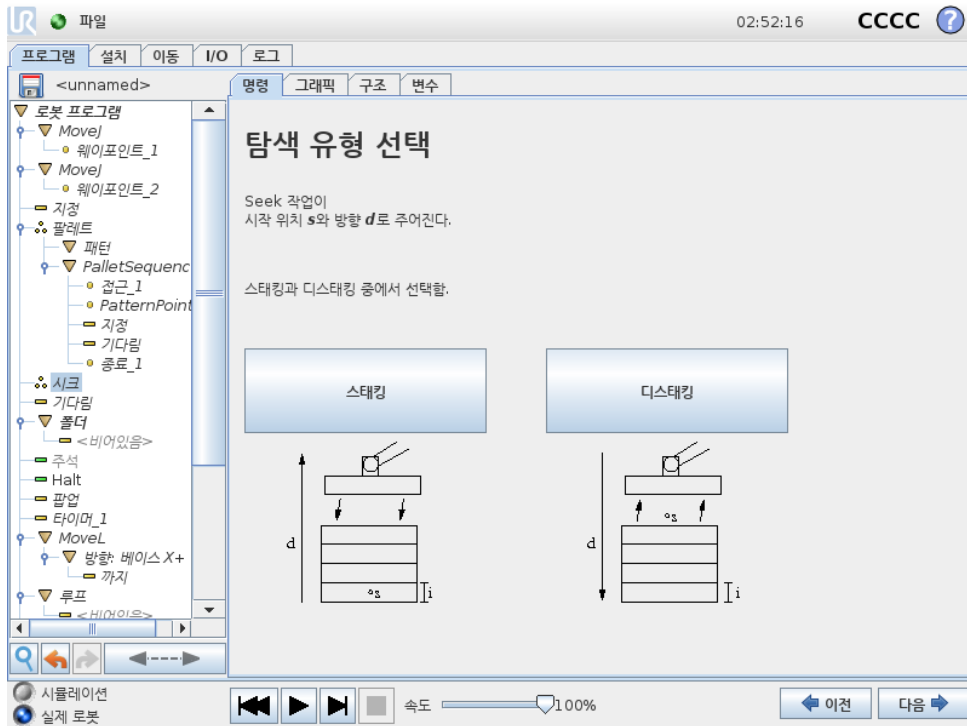 UR
파일
02:52:16
CCCC
?
프로그램
설치
이동
I/O
로그
<unnamed>
명령
그래픽
구조
변수
로봇 프로그램
MoveJ
웨이포인트_1
MoveJ
웨이포인트_2
지정
팔레트
패턴
PalletSequenc
접근_1
PatternPoint
지정
기다림
종료_1
시크
기다림
폴더
<비어있음>
주석
Halt
팝업
타이머_1
MoveL
방향: 베이스 X+
까지
루프
<비어있음>
탐색 유형 선택
Seek 작업이
시작 위치 s와 방향 d로 주어진다.
스태킹과 디스태킹 중에서 선택함.
스태킹
디스태킹
d
s
i
d
s
i
시뮬레이션
실제 로봇
속도
100%
이전
다음